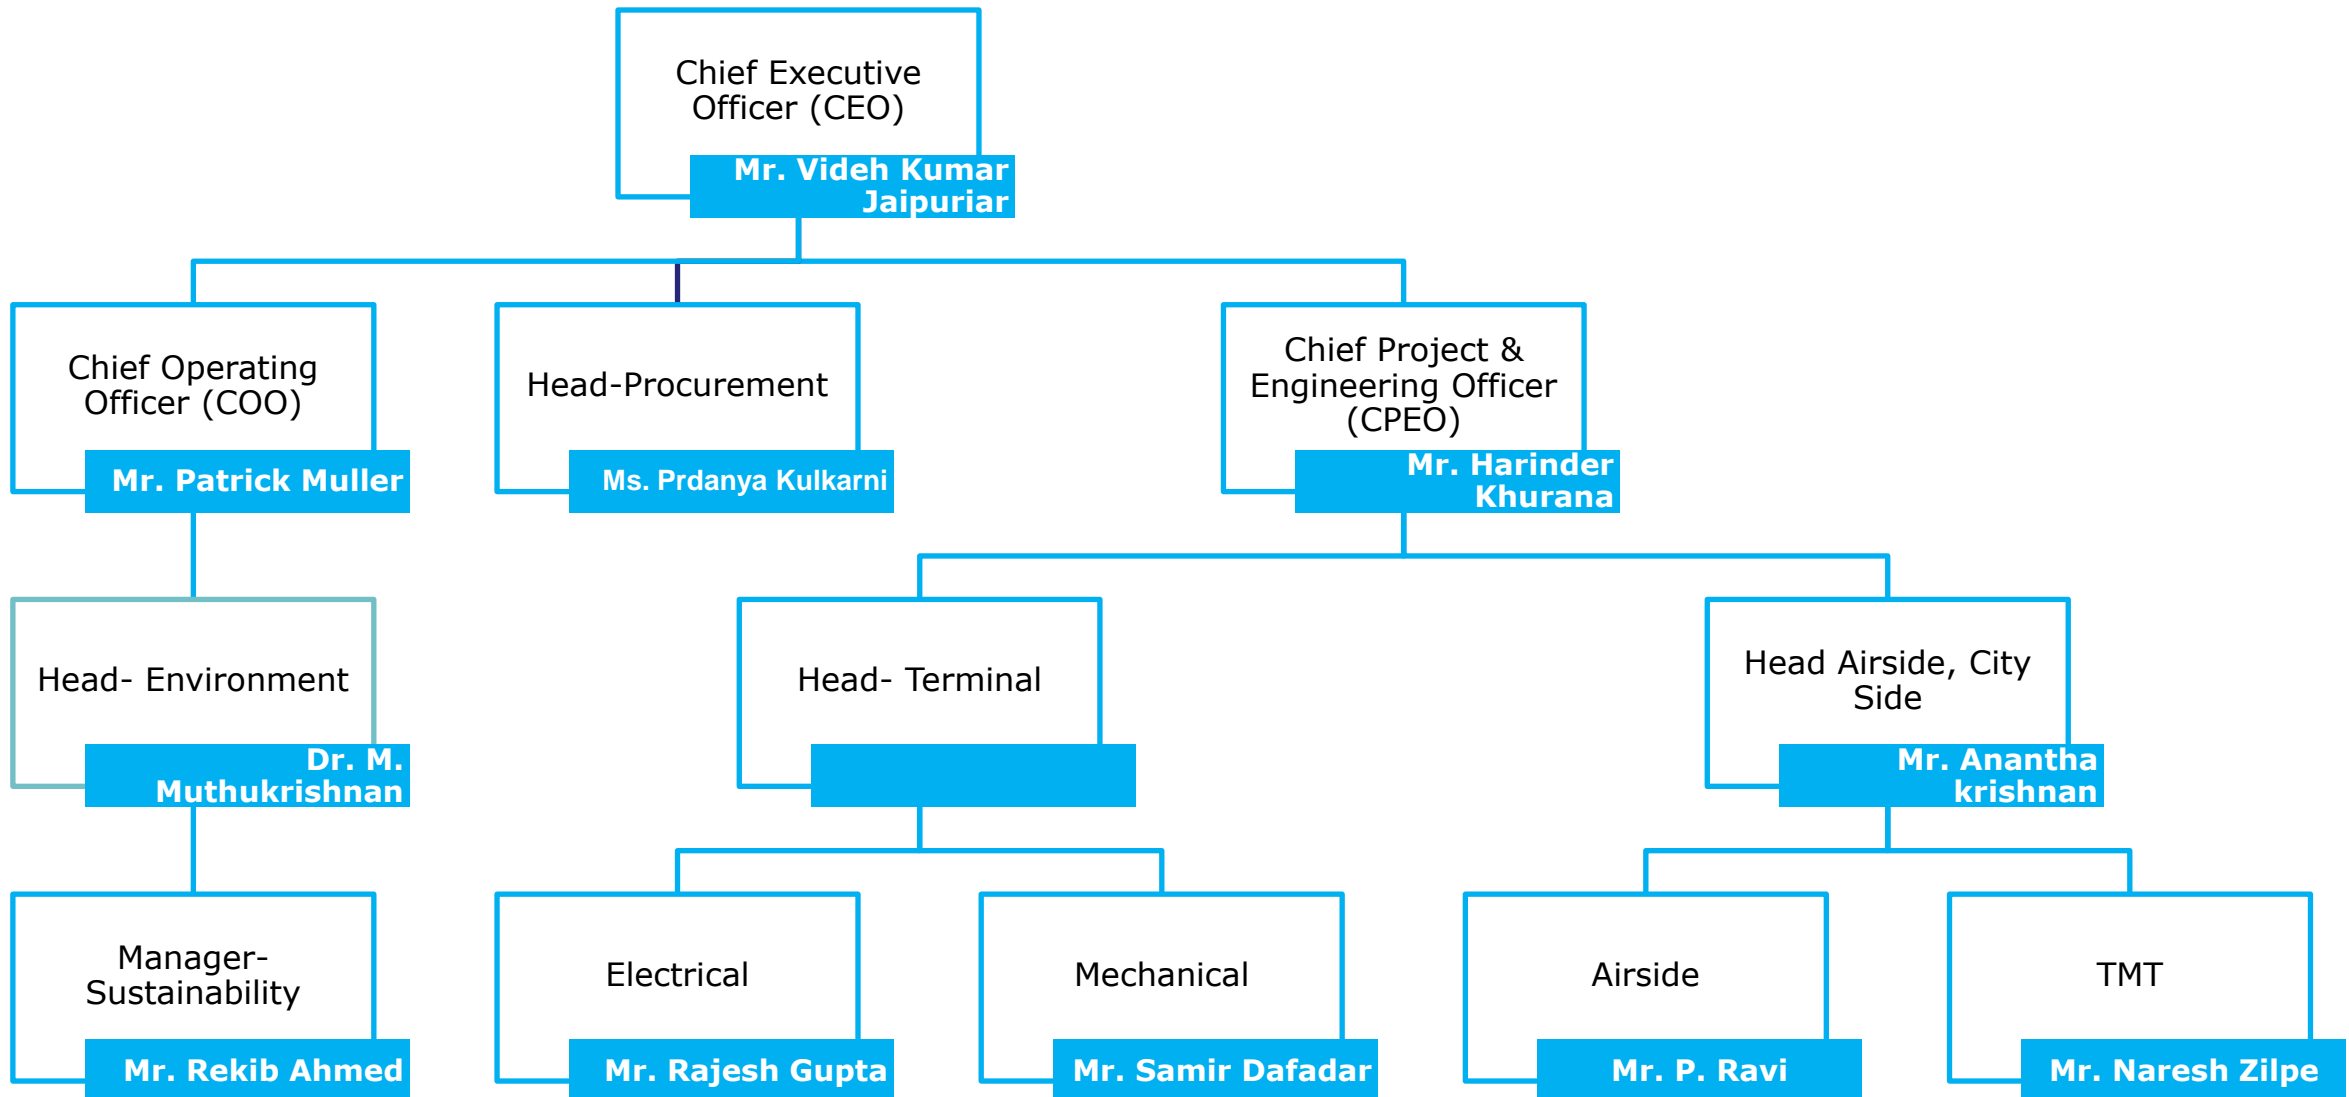 Chief Executive
Officer (CEO)
Mr. Videh Kumar
Jaipuriar
Chief Operating
Officer (COO)
Mr. Patrick Muller
Head-Procurement
Ms. Prdanya Kulkarni
Chief Project &
Engineering Officer
(CPEO)
Mr. Harinder
Khurana
Head- Environment
Dr. M.
Muthukrishnan
Head- Terminal
Head Airside, City
Side
Mr. Anantha
krishnan
Manager-
Sustainability
Mr. Rekib Ahmed
Electrical
Mr. Rajesh Gupta
Mechanical
Mr. Samir Dafadar
Airside
Mr. P. Ravi
TMT
Mr. Naresh Zilpe